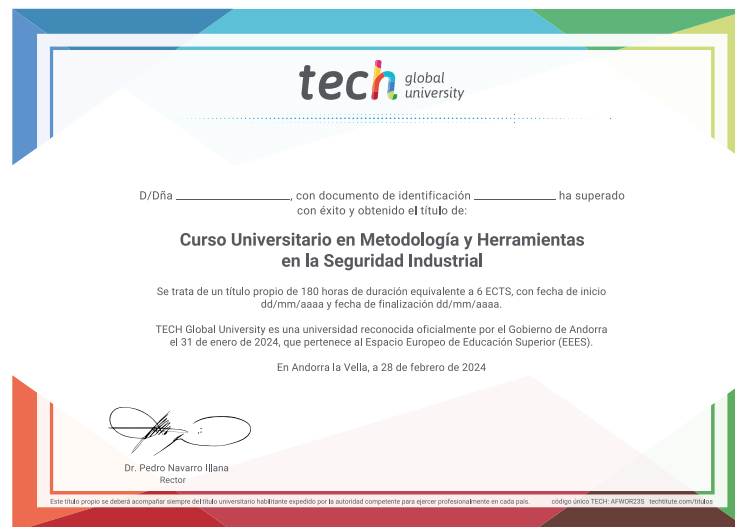 tech global university
D/Dña ____________, con documento de identificación ____________ ha superado
con éxito y obtenido el título de:
Curso Universitario en Metodología y Herramientas
en la Seguridad Industrial
Se trata de un título propio de 180 horas de duración equivalente a 6 ECTS, con fecha de inicio
dd/mm/aaaa y fecha de finalización dd/mm/aaaa.
TECH Global University es una universidad reconocida oficialmente por el Gobierno de Andorra
el 31 de enero de 2024, que pertenece al Espacio Europeo de Educación Superior (EEES).
En Andorra la Vella, a 28 de febrero de 2024
Dr. Pedro Navarro Illana
Rector
Este título propio se deberá acompañar siempre del título universitario habilitante expedido por la autoridad competente para ejercer profesionalmente en cada país. código único TECH: AFWOR23S techtitute.com/titulos